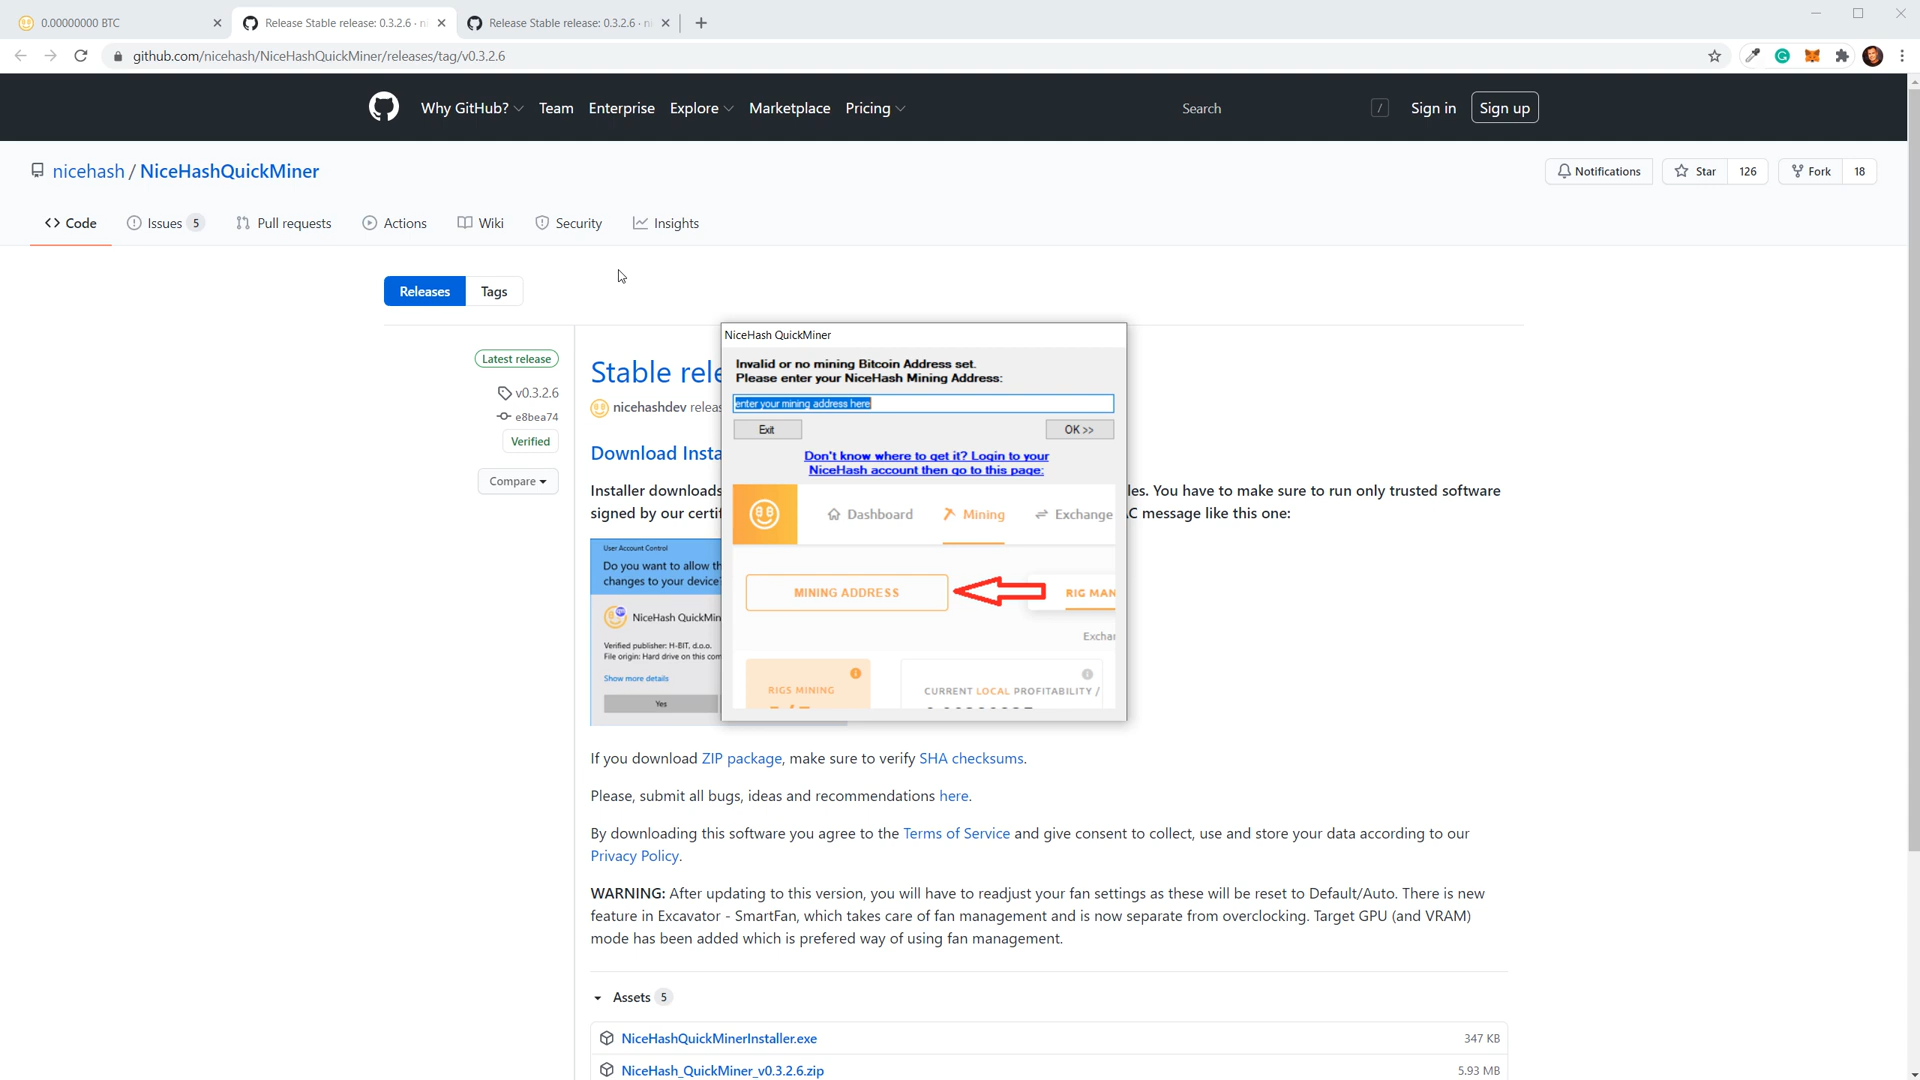 0.00000000 BTC
Release Stable release: 0.3.2.6 · n
Release Stable release: 0.3.2.6 · n
github.com/nicehash/NiceHashQuickMiner/releases/tag/v0.3.2.6
Why GitHub? Team Enterprise Explore Marketplace Pricing Search / Sign in Sign up
nicehash / NiceHashQuickMiner
Notifications Star 126 Fork 18
Code Issues 5 Pull requests Actions Wiki Security Insights
Releases Tags
Latest release
v0.3.2.6
e8bea74
Verified
Compare
Stable rele
nicehashdev releas
Download Insta
Installer downloads les. You have to make sure to run only trusted software
signed by our certif C message like this one:
User Account Control
Do you want to allow th
changes to your device?
NiceHash QuickMin
Verified publisher: H-BIT, d.o.o.
File origin: Hard drive on this com
Show more details
Yes
NiceHash QuickMiner
Invalid or no mining Bitcoin Address set.
Please enter your NiceHash Mining Address:
enter your mining address here
Exit OK >>
Don't know where to get it? Login to your
NiceHash account then go to this page:
Dashboard Mining Exchange
MINING ADDRESS RIG MAN
Exchar
RIGS MINING CURRENT LOCAL PROFITABILITY /
If you download ZIP package, make sure to verify SHA checksums.
Please, submit all bugs, ideas and recommendations here.
By downloading this software you agree to the Terms of Service and give consent to collect, use and store your data according to our
Privacy Policy.
WARNING: After updating to this version, you will have to readjust your fan settings as these will be reset to Default/Auto. There is new
feature in Excavator - SmartFan, which takes care of fan management and is now separate from overclocking. Target GPU (and VRAM)
mode has been added which is prefered way of using fan management.
Assets 5
NiceHashQuickMinerInstaller.exe 347 KB
NiceHash_QuickMiner_v0.3.2.6.zip 5.93 MB